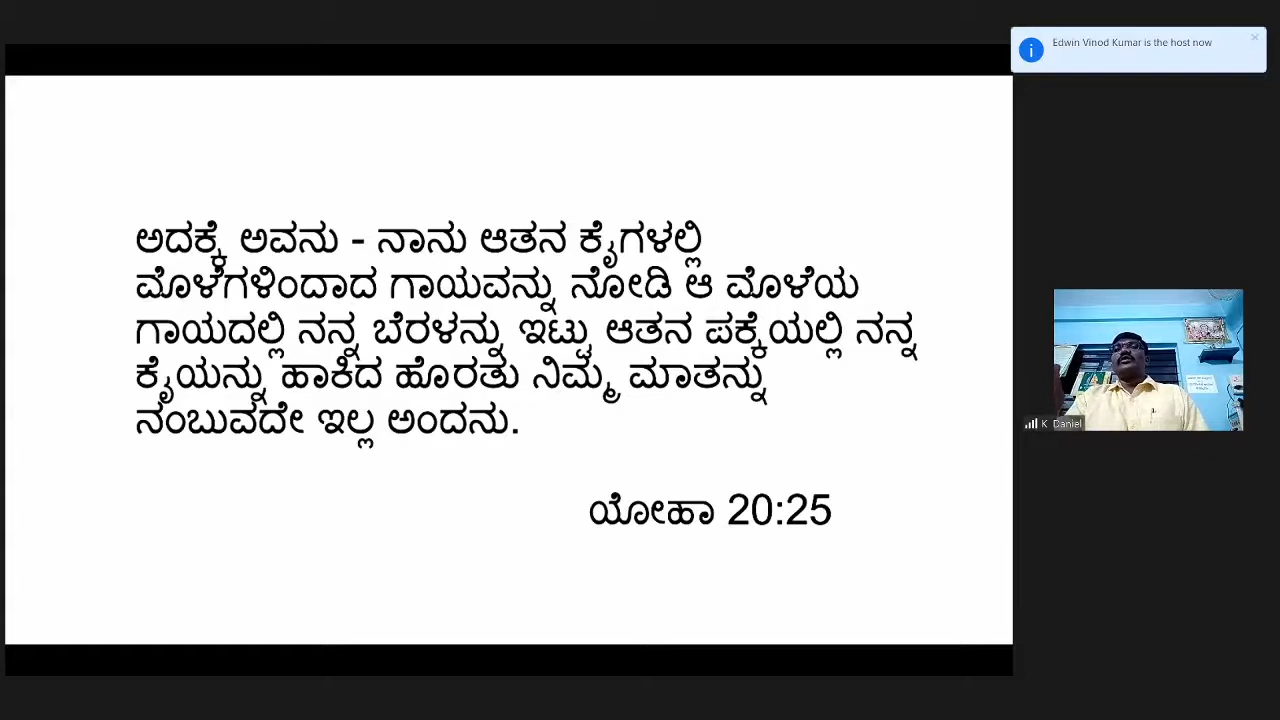 Edwin Vinod Kumar is the host now
ಅದಕ್ಕೆ ಅವನು - ನಾನು ಆತನ ಕೈಗಳಲ್ಲಿ
ಮೊಳೆಗಳಿಂದಾದ ಗಾಯವನ್ನು ನೋಡಿ ಆ ಮೊಳೆಯ
ಗಾಯದಲ್ಲಿ ನನ್ನ ಬೆರಳನ್ನು ಇಟ್ಟು ಆತನ ಪಕ್ಕೆಯಲ್ಲಿ ನನ್ನ
ಕೈಯನ್ನು ಹಾಕಿದ ಹೊರತು ನಿಮ್ಮ ಮಾತನ್ನು
ನಂಬುವದೇ ಇಲ್ಲ ಅಂದನು.
ಯೋಹಾ 20:25
K Daniel